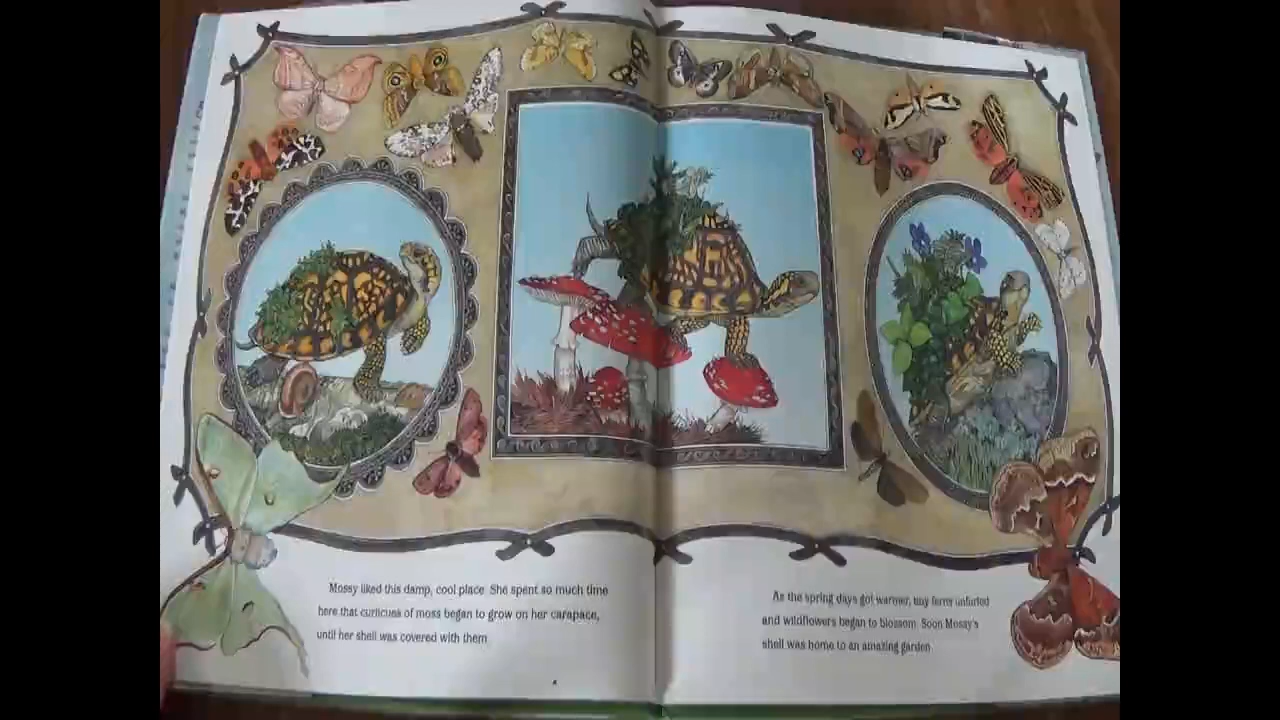 Mossy liked this damp, cool place. She spent so much time
here that curlicues of moss began to grow on her carapace,
until her shell was covered with them.
As the spring days got warmer, tiny ferns unfurled
and wildflowers began to blossom. Soon Mossy's
shell was home to an amazing garden.